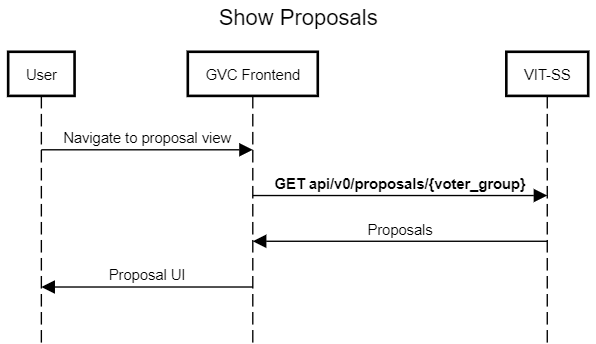 Show Proposals
User
GVC Frontend
VIT-SS
Navigate to proposal view
GET api/v0/proposals/{voter_group}
Proposals
Proposal UI